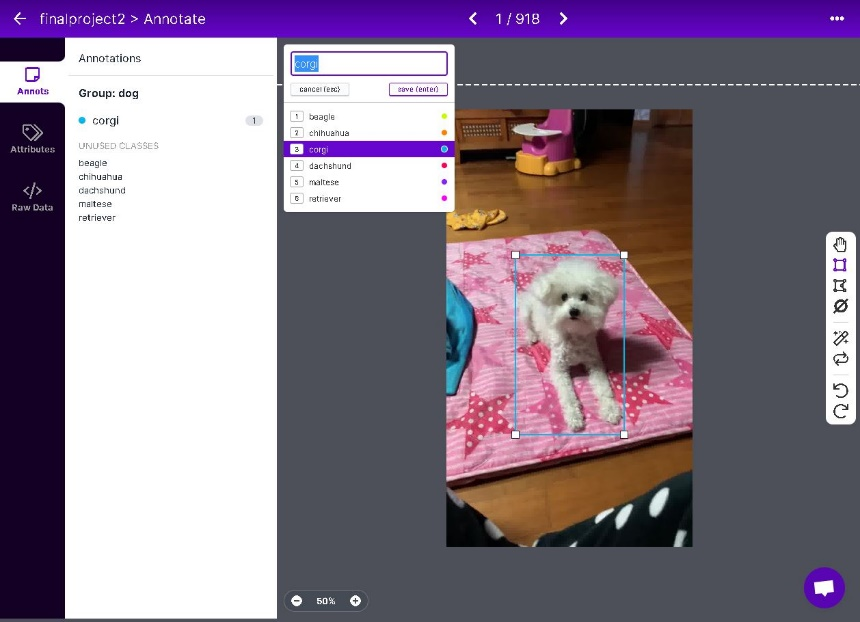 finalproject2 > Annotate
1 / 918
Annots
Attributes
Raw Data
Annotations
Group: dog
corgi 1
UNUSED CLASSES
beagle
chihuahua
dachshund
maltese
retriever
corgi
cancel (esc) save (enter)
1 beagle
2 chihuahua
3 corgi
4 dachshund
5 maltese
6 retriever
50%